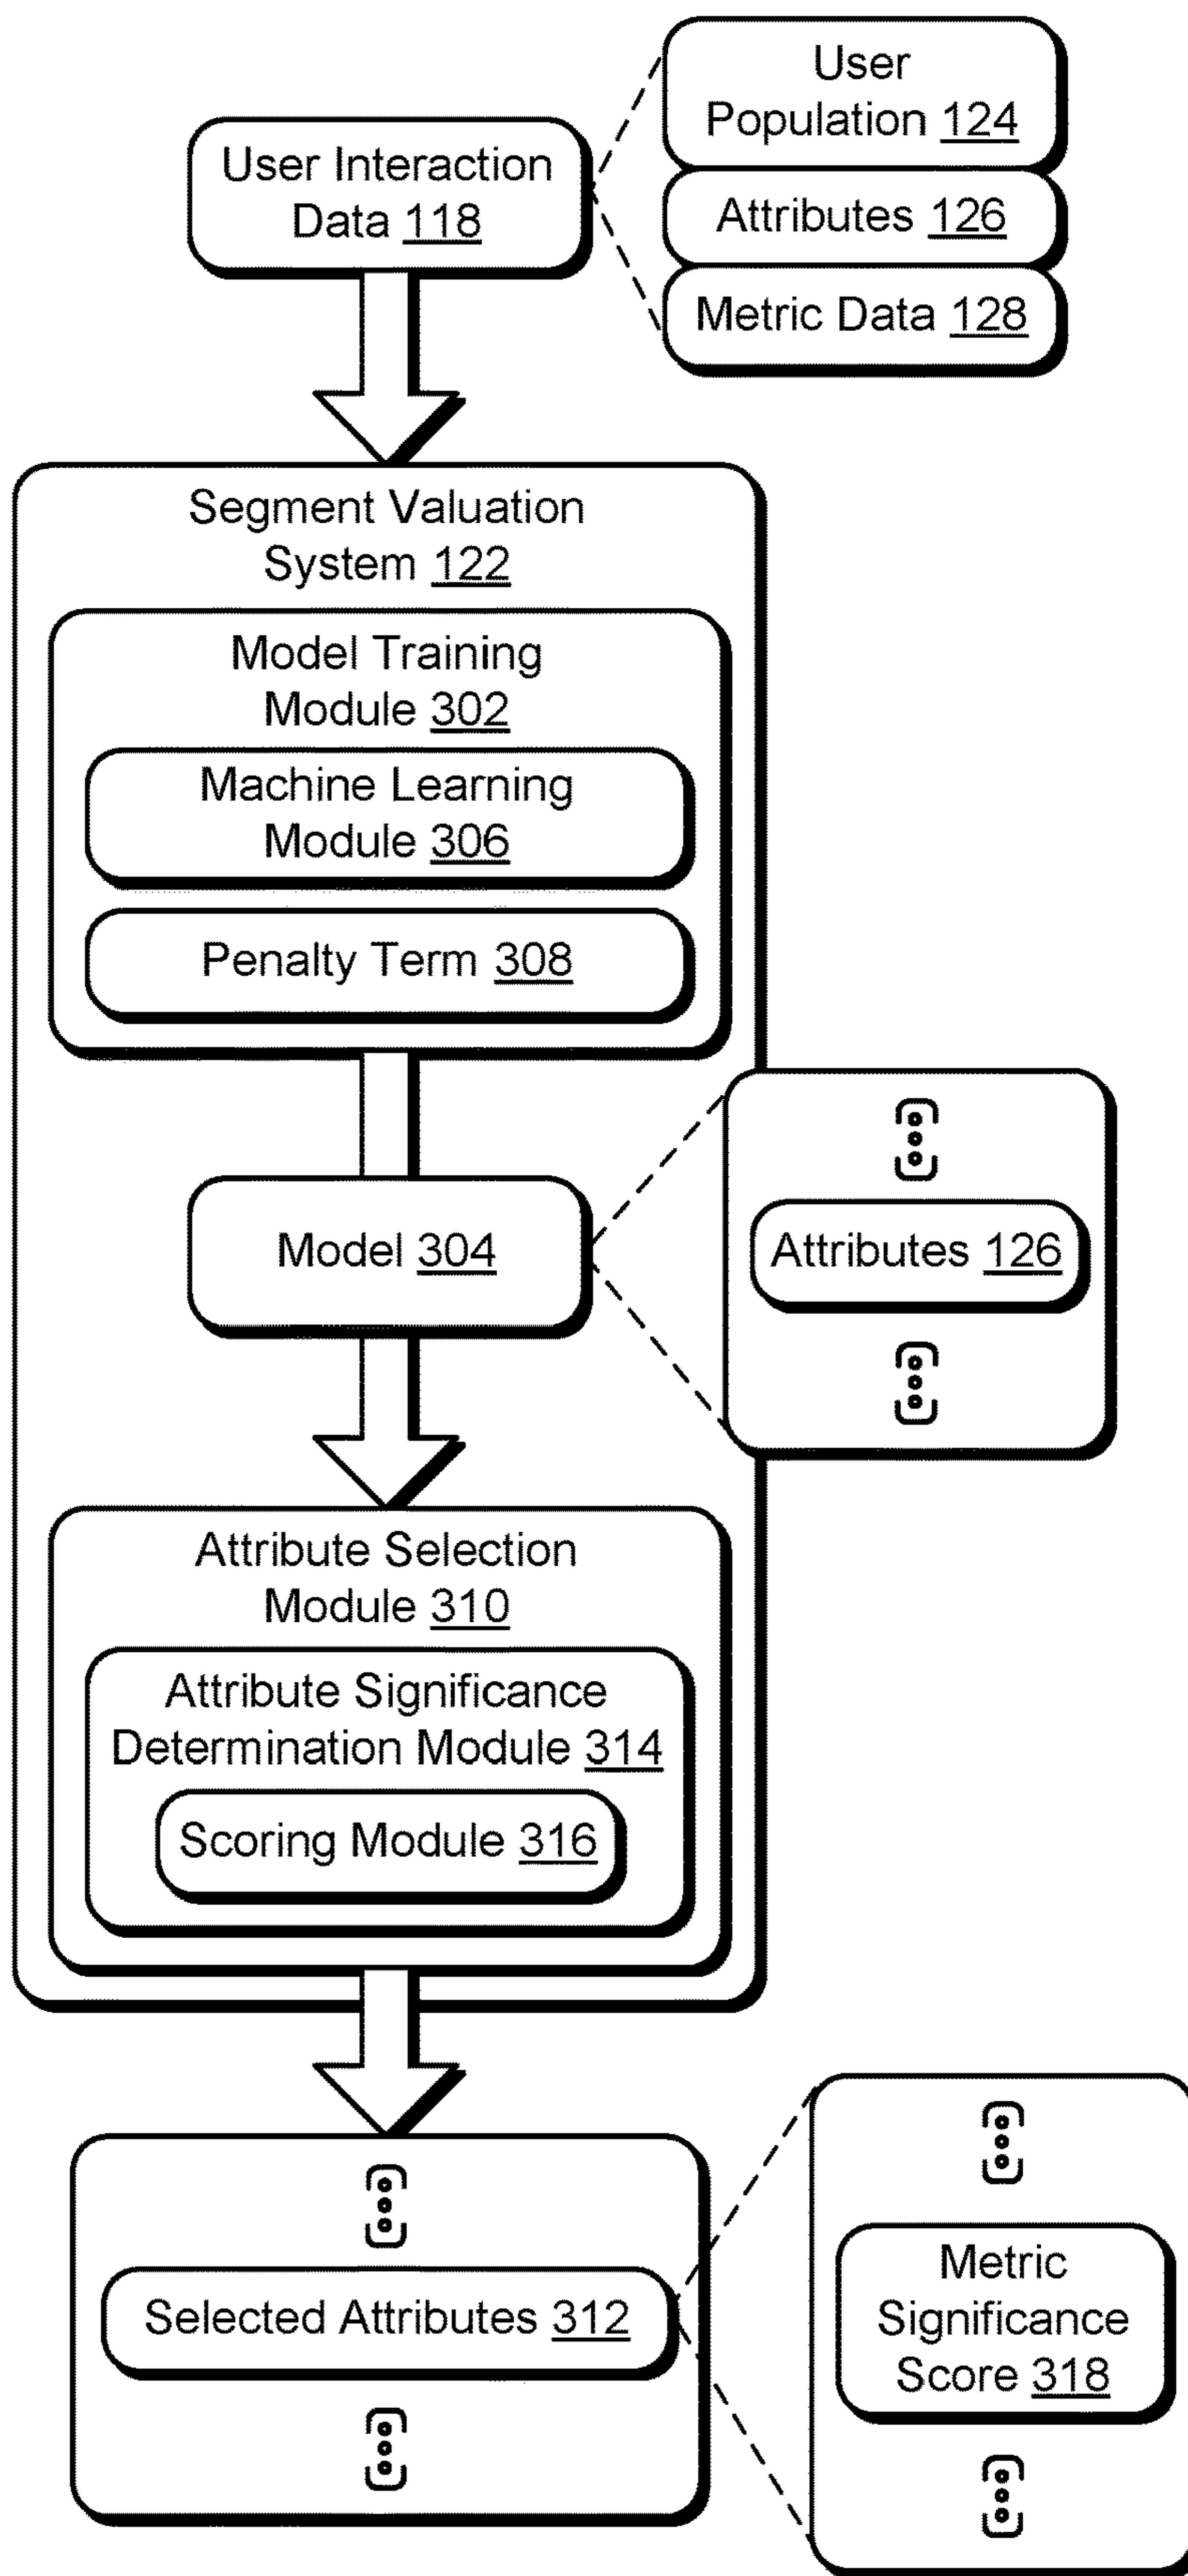 User
Population 124
User Interaction
Data 118
Attributes 126
Metric Data 128
Segment Valuation
System 122
Model Training
Module 302
Machine Learning
Module 306
Penalty Term 308
Model 304
Attributes 126
Attribute Selection
Module 310
Attribute Significance
Determination Module 314
Scoring Module 316
Selected Attributes 312
Metric
Significance
Score 318